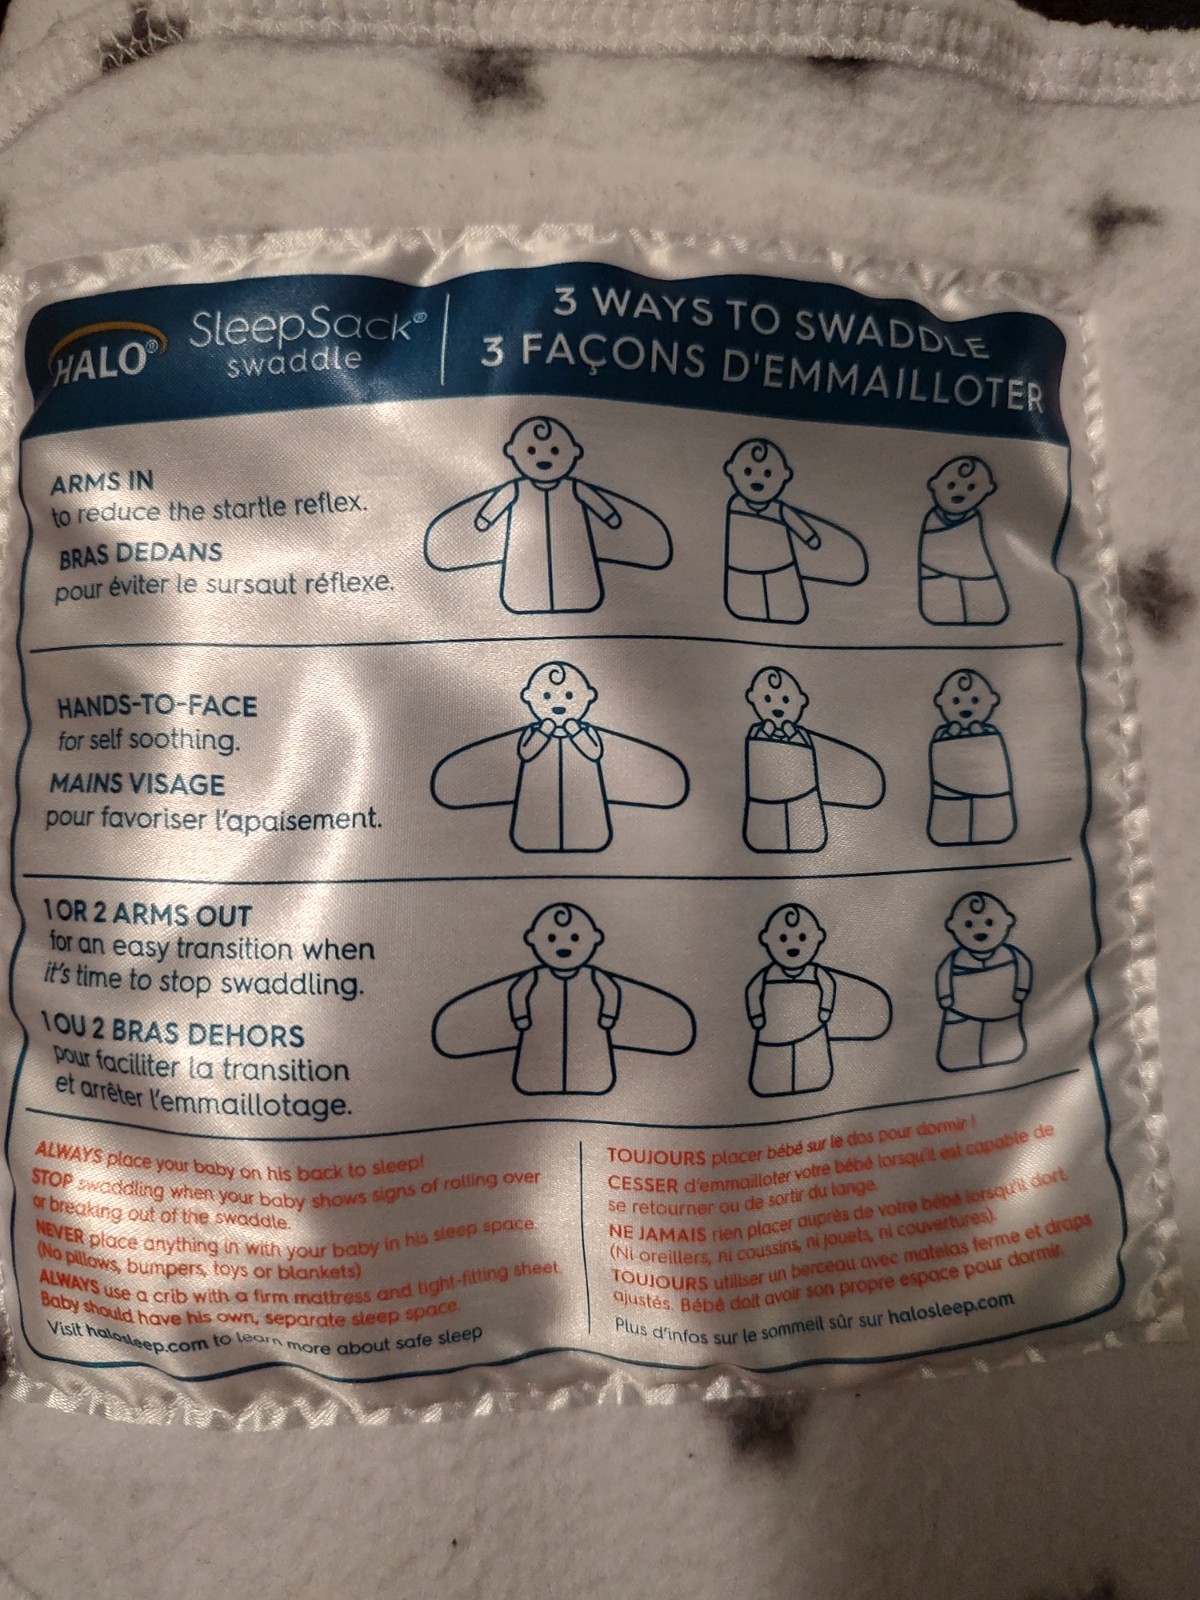 HALO®
SleepSack®
swaddle
3 WAYS TO SWADDLE
3 FAÇONS D'EMMAILLOTER
ARMS IN
to reduce the startle reflex.
BRAS DEDANS
pour éviter le sursaut réflexe.
HANDS-TO-FACE
for self soothing.
MAINS VISAGE
pour favoriser l'apaisement.
1 OR 2 ARMS OUT
for an easy transition when
it's time to stop swaddling.
1 OU 2 BRAS DEHORS
pour faciliter la transition
et arrêter l'emmaillotage.
ALWAYS place your baby on his back to sleep!
STOP swaddling when your baby shows signs of rolling over
or breaking out of the swaddle.
NEVER place anything in with your baby in his sleep space.
(No pillows, bumpers, toys or blankets)
ALWAYS use a crib with a firm mattress and tight-fitting sheet.
Baby should have his own, separate sleep space.
Visit halosleep.com to learn more about safe sleep
TOUJOURS placer bébé sur le dos pour dormir !
CESSER d'emmailloter votre bébé lorsqu'il est capable de
se retourner ou de sortir du lange.
NE JAMAIS rien placer auprès de votre bébé lorsqu'il dort.
(Ni oreillers, ni coussins, ni jouets, ni couvertures).
TOUJOURS utiliser un berceau avec matelas ferme et draps
ajustés. Bébé doit avoir son propre espace pour dormir.
Plus d'infos sur le sommeil sûr sur halosleep.com